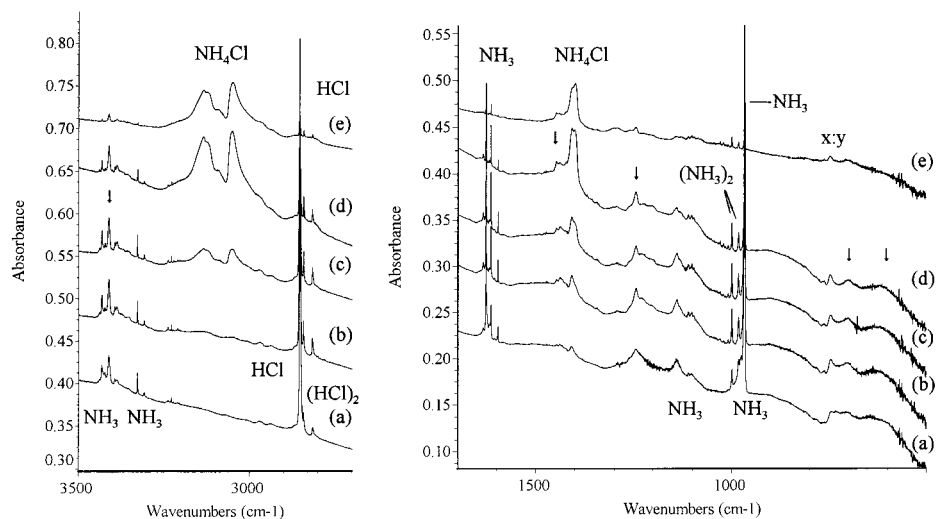 0.80
0.75
0.70
0.65
0.60
0.55
0.50
0.45
0.40
0.35
0.30
Absorbance
NH4Cl
HCl
(e)
(d)
(c)
(b)
HCl
(HCl)2
(a)
NH3 NH3
3500 3000
Wavenumbers (cm-1)
0.55
0.50
0.45
0.40
0.35
0.30
0.25
0.20
0.15
0.10
Absorbance
NH3
NH4Cl
NH3
x:y
(e)
(NH3)2
(d)
(c)
(b)
NH3 NH3
(a)
1500 1000
Wavenumbers (cm-1)